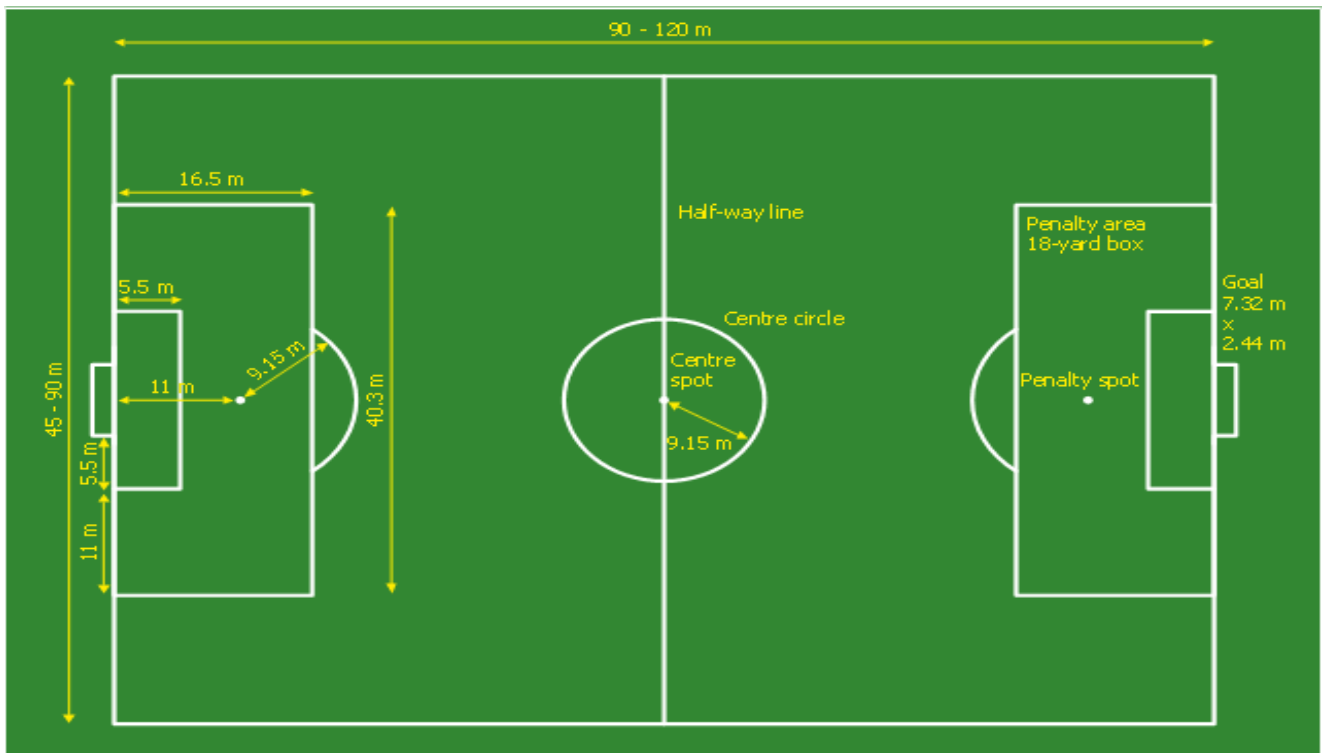 90 - 120 m
16.5 m
Half-way line
Penalty area
18-yard box
5.5 m
Goal
7.32 m
x
2.44 m
Centre circle
9.15 m
Centre
spot
11 m
Penalty spot
45 - 90 m
40.3 m
9.15 m
5.5 m
11 m